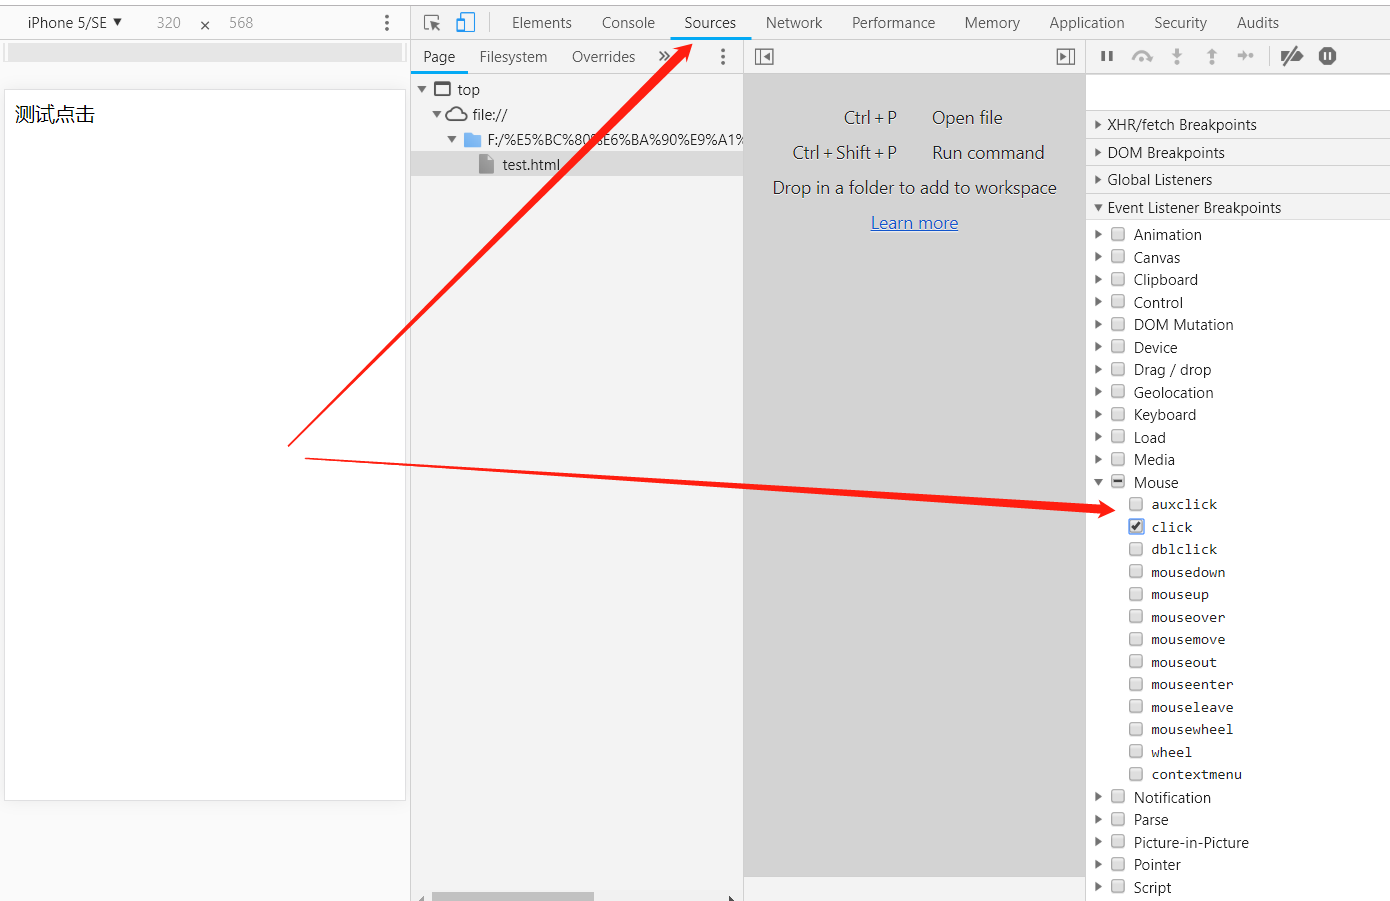 iPhone 5/SE ▼ 320 × 568
Elements Console Sources Network Performance Memory Application Security Audits
Page Filesystem Overrides »
测试点击
top
file://
F:/%E5%BC%80%E6%BA%90%E9%A1%
test.html
Ctrl + P Open file
Ctrl + Shift + P Run command
Drop in a folder to add to workspace
Learn more
XHR/fetch Breakpoints
DOM Breakpoints
Global Listeners
Event Listener Breakpoints
Animation
Canvas
Clipboard
Control
DOM Mutation
Device
Drag / drop
Geolocation
Keyboard
Load
Media
Mouse
auxclick
click
dblclick
mousedown
mouseup
mouseover
mousemove
mouseout
mouseenter
mouseleave
mousewheel
wheel
contextmenu
Notification
Parse
Picture-in-Picture
Pointer
Script